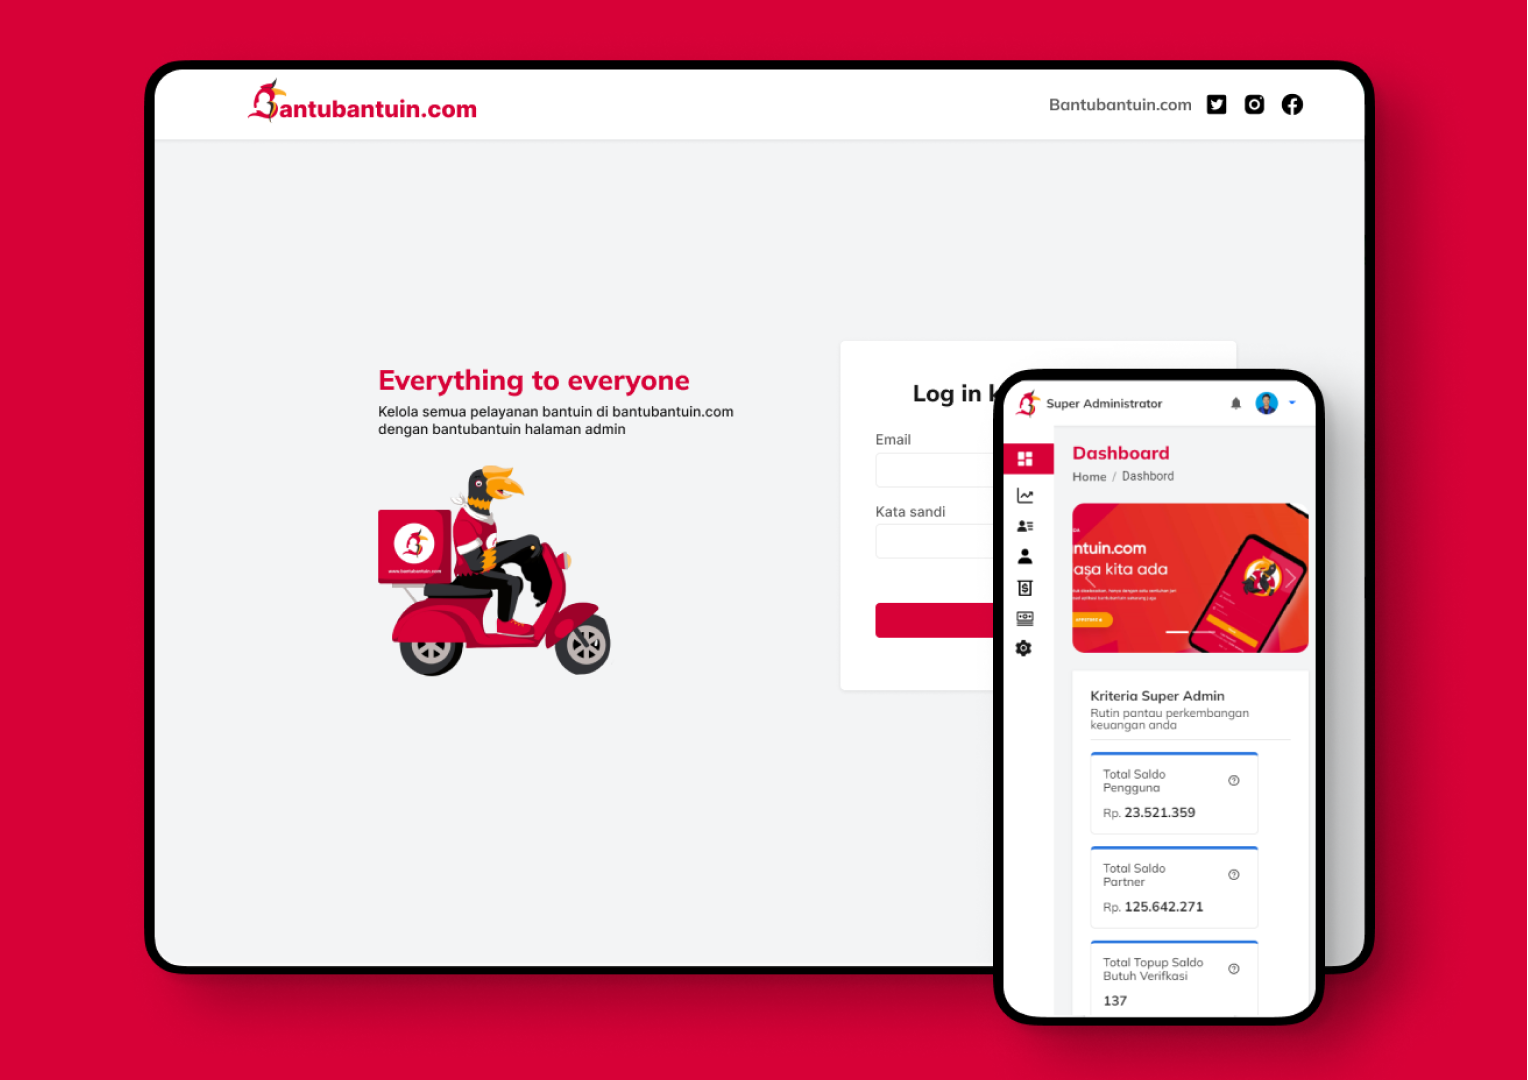 Bantubantuin.com
Bantubantuin.com
Everything to everyone
Kelola semua pelayanan bantuin di bantubantuin.com
dengan bantubantuin halaman admin
www.bantubantuin.com
Log in
Email
Kata sandi
Super Administrator
Dashboard
Home / Dashbord
ntuin.com
asa kita ada
Kriteria Super Admin
Rutin pantau perkembangan
keuangan anda
Total Saldo
Pengguna
Rp. 23.521.359
Total Saldo
Partner
Rp. 125.642.271
Total Topup Saldo
Butuh Verifkasi
137